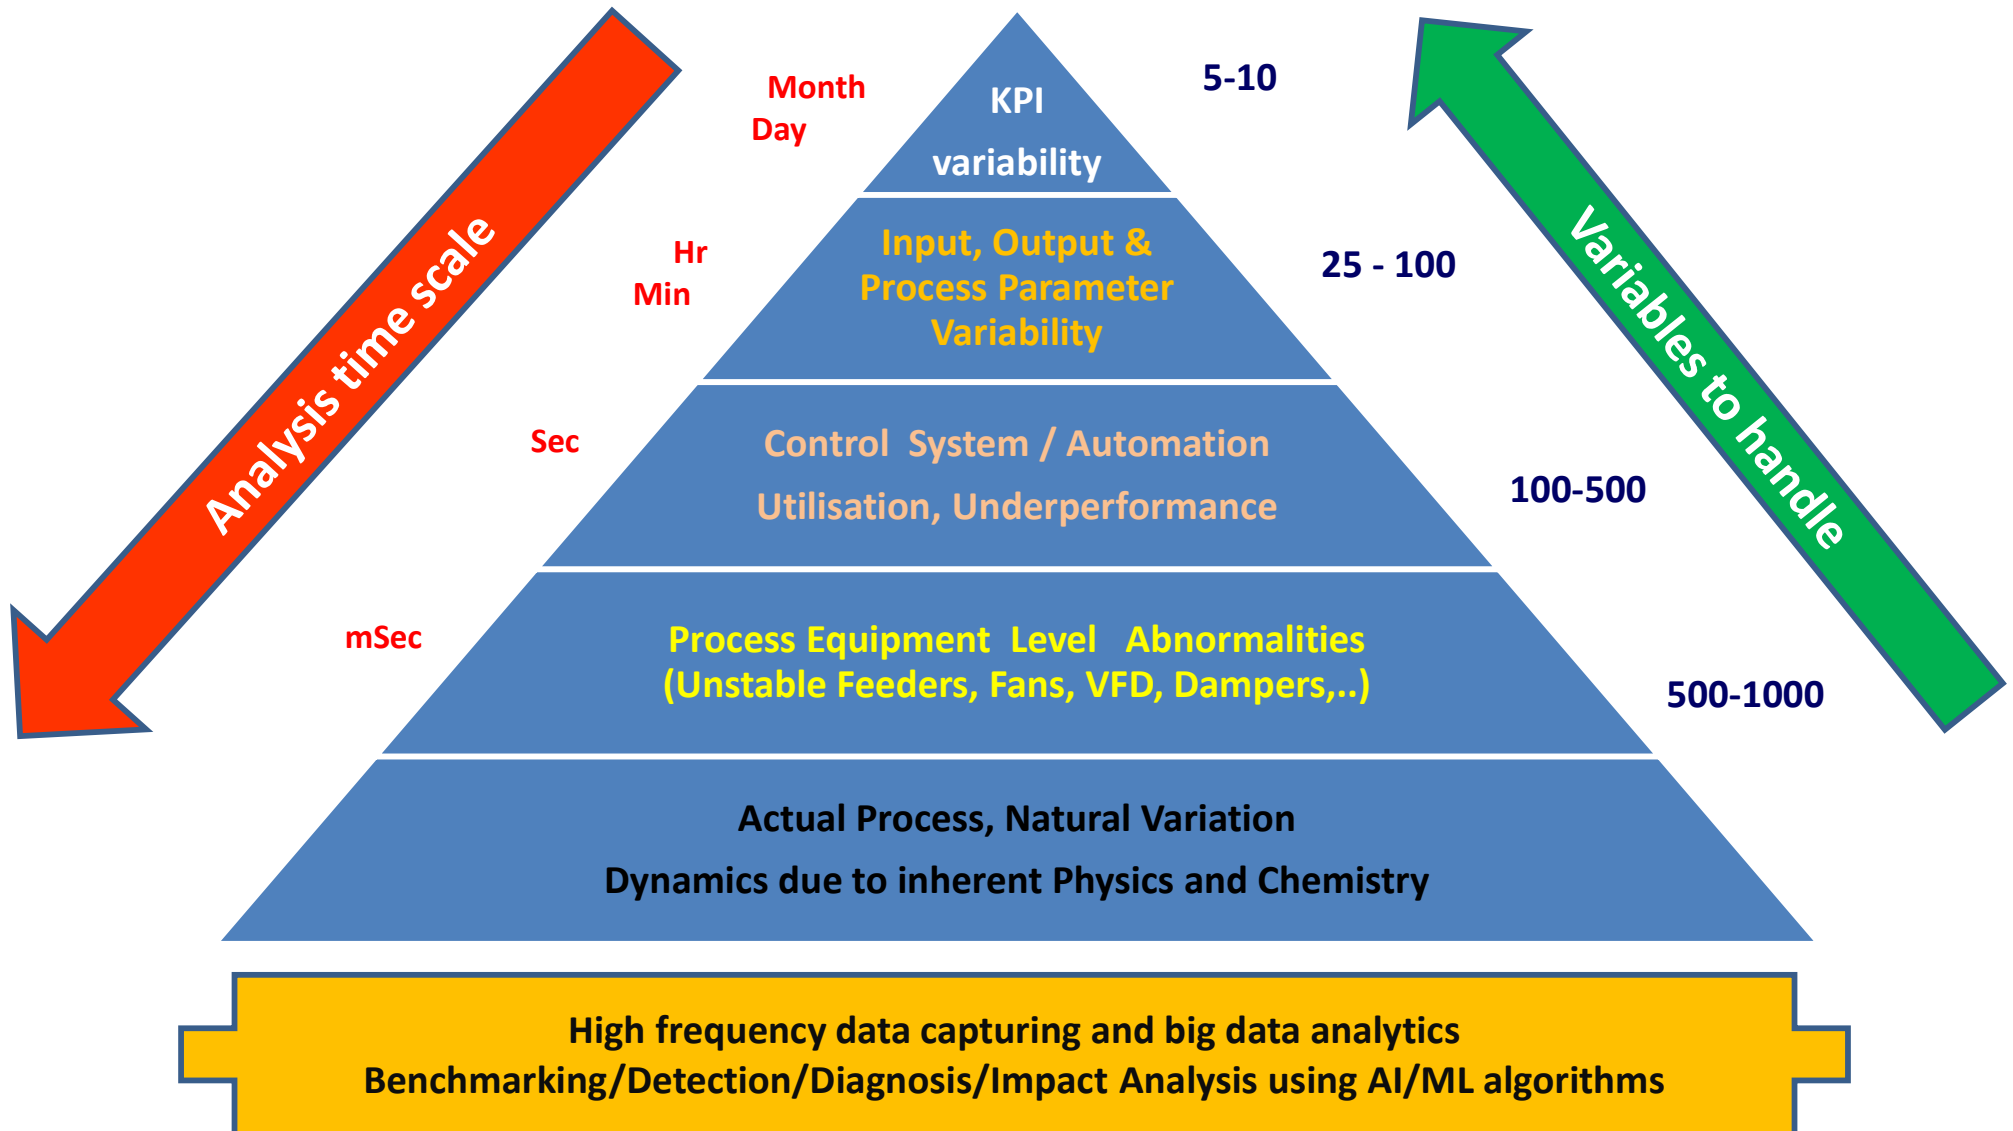 Month
Day
KPI
variability
5-10
Hr
Min
Input, Output &
Process Parameter
Variability
25 - 100
Analysis time scale
Variables to handle
Sec
Control System / Automation
Utilisation, Underperformance
100-500
mSec
Process Equipment Level Abnormalities
(Unstable Feeders, Fans, VFD, Dampers,..)
500-1000
Actual Process, Natural Variation
Dynamics due to inherent Physics and Chemistry
High frequency data capturing and big data analytics
Benchmarking/Detection/Diagnosis/Impact Analysis using AI/ML algorithms